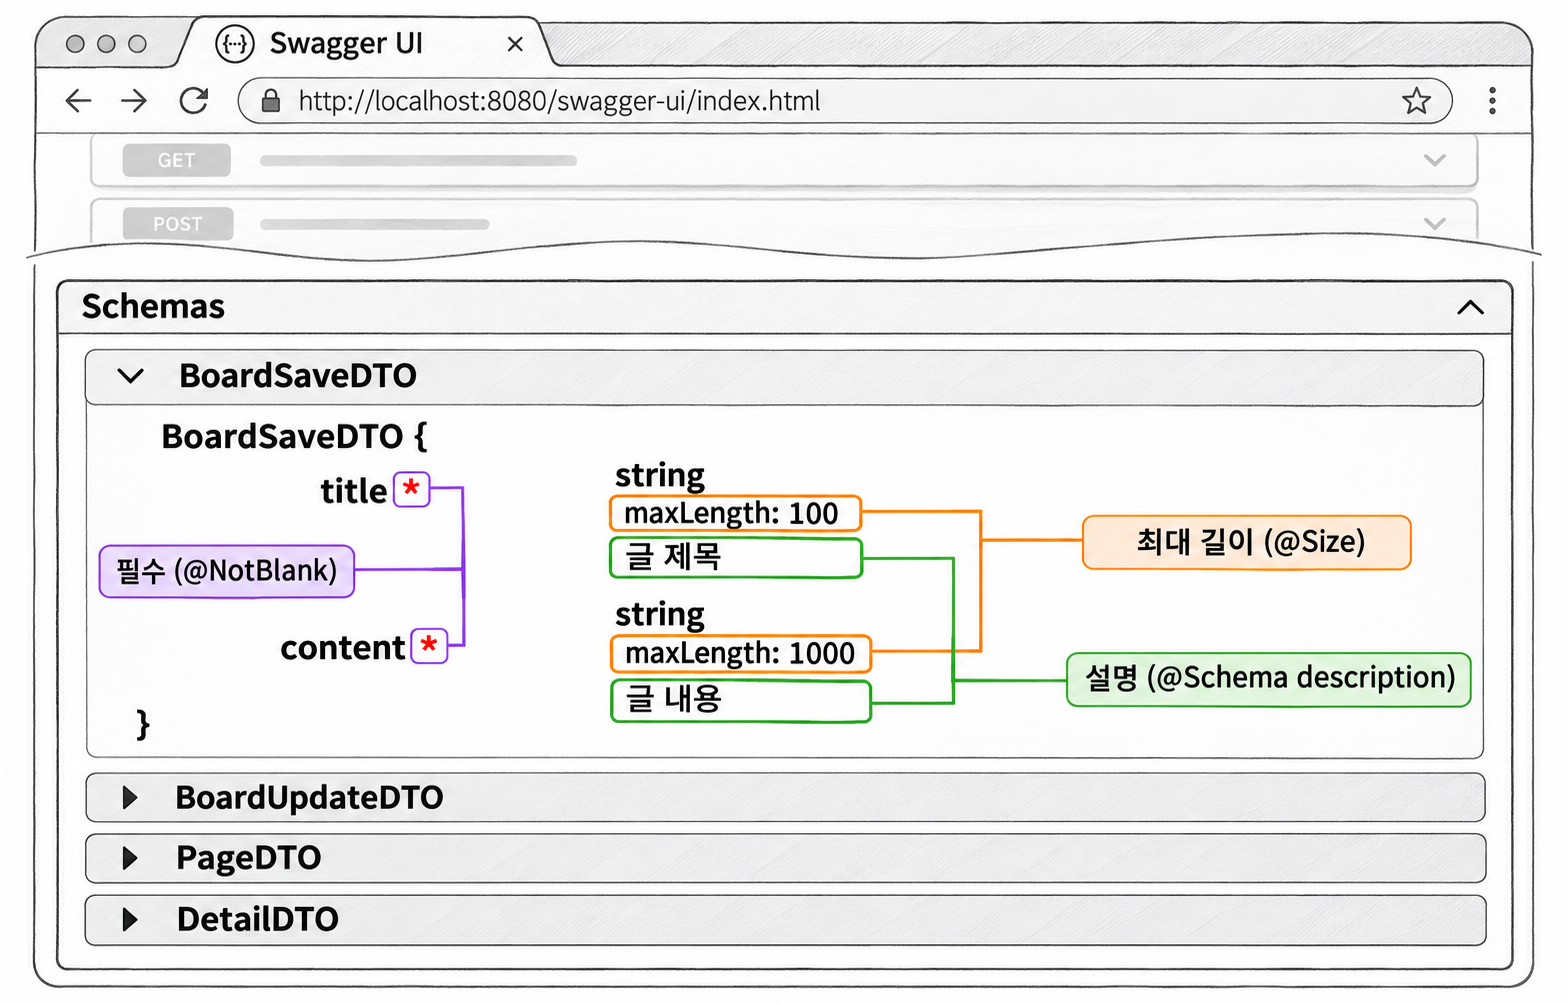 Swagger UI
http://localhost:8080/swagger-ui/index.html
GET
POST
Schemas
BoardSaveDTO
BoardSaveDTO {
title *
string
maxLength: 100
글 제목
필수 (@NotBlank)
최대 길이 (@Size)
content *
string
maxLength: 1000
글 내용
설명 (@Schema description)
}
BoardUpdateDTO
PageDTO
DetailDTO